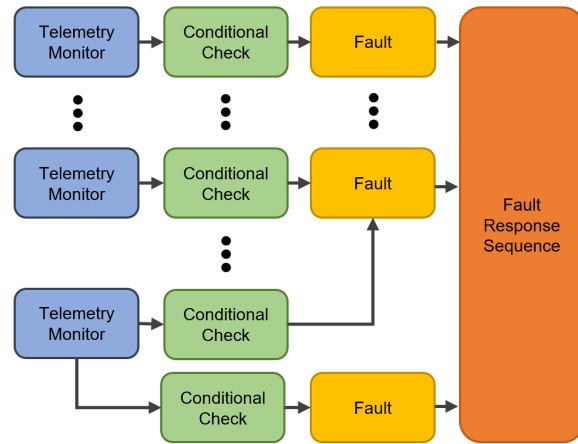 Telemetry
Monitor
Conditional
Check
Fault
Telemetry
Monitor
Conditional
Check
Fault
Fault
Response
Sequence
Telemetry
Monitor
Conditional
Check
Conditional
Check
Fault